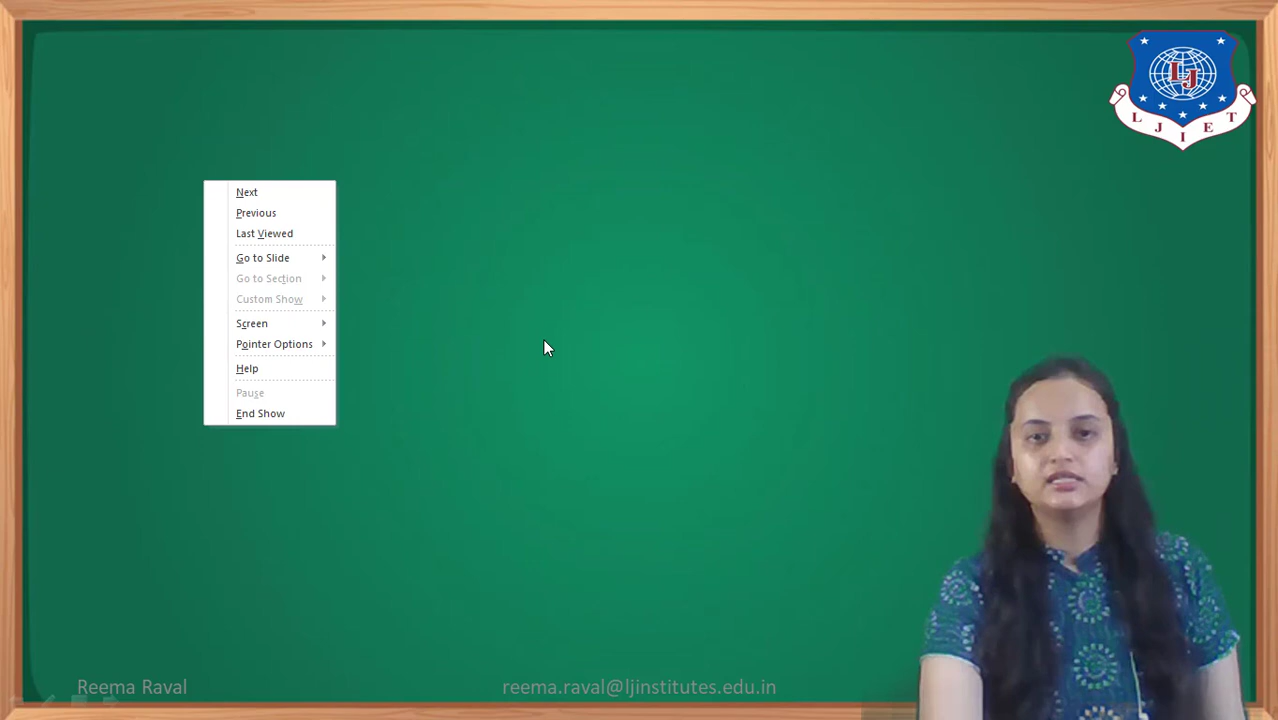 LJ
L J I E T
Next
Previous
Last Viewed
Go to Slide
Go to Section
Custom Show
Screen
Pointer Options
Help
Pause
End Show
Reema Raval
reema.raval@ljinstitutes.edu.in